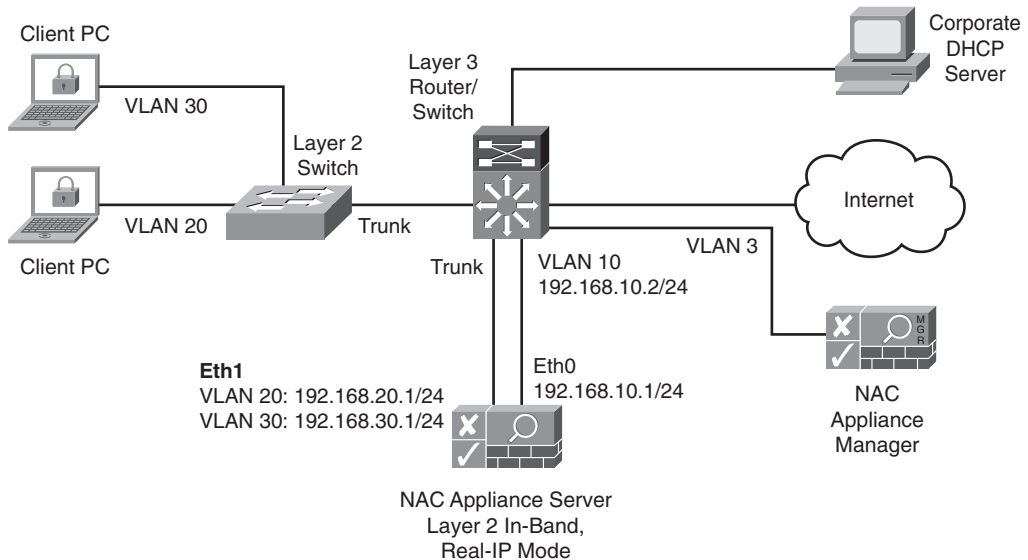 Client PC
VLAN 30
VLAN 20
Client PC
Layer 2
Switch
Trunk
Layer 3
Router/
Switch
Corporate
DHCP
Server
Internet
VLAN 3
Trunk
VLAN 10
192.168.10.2/24
Eth1
VLAN 20: 192.168.20.1/24
VLAN 30: 192.168.30.1/24
Eth0
192.168.10.1/24
M
G
R
NAC
Appliance
Manager
NAC Appliance Server
Layer 2 In-Band,
Real-IP Mode